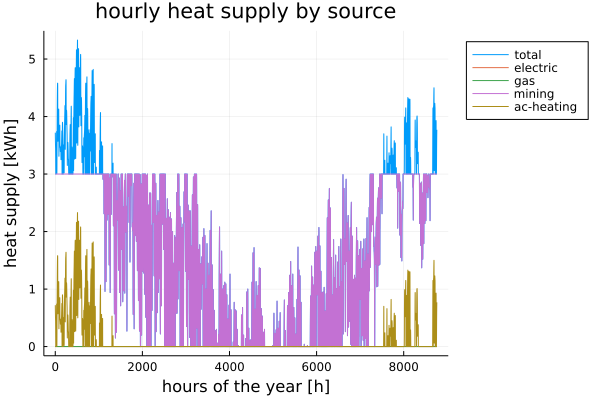 hourly heat supply by source
heat supply [kWh]
5
4
3
2
1
0
0 2000 4000 6000 8000
hours of the year [h]
total
electric
gas
mining
ac-heating